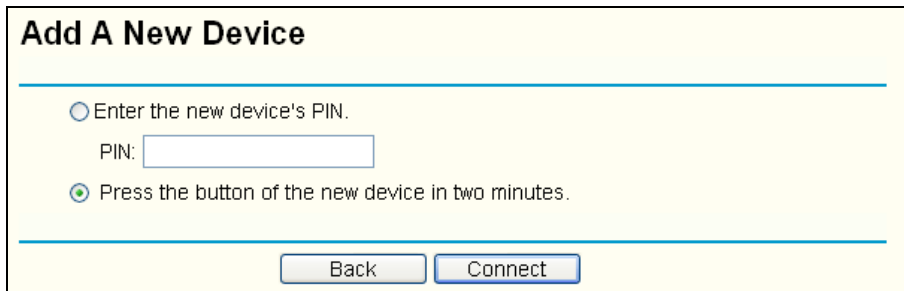 Add A New Device
Enter the new device's PIN.
PIN:
Press the button of the new device in two minutes.
Back Connect